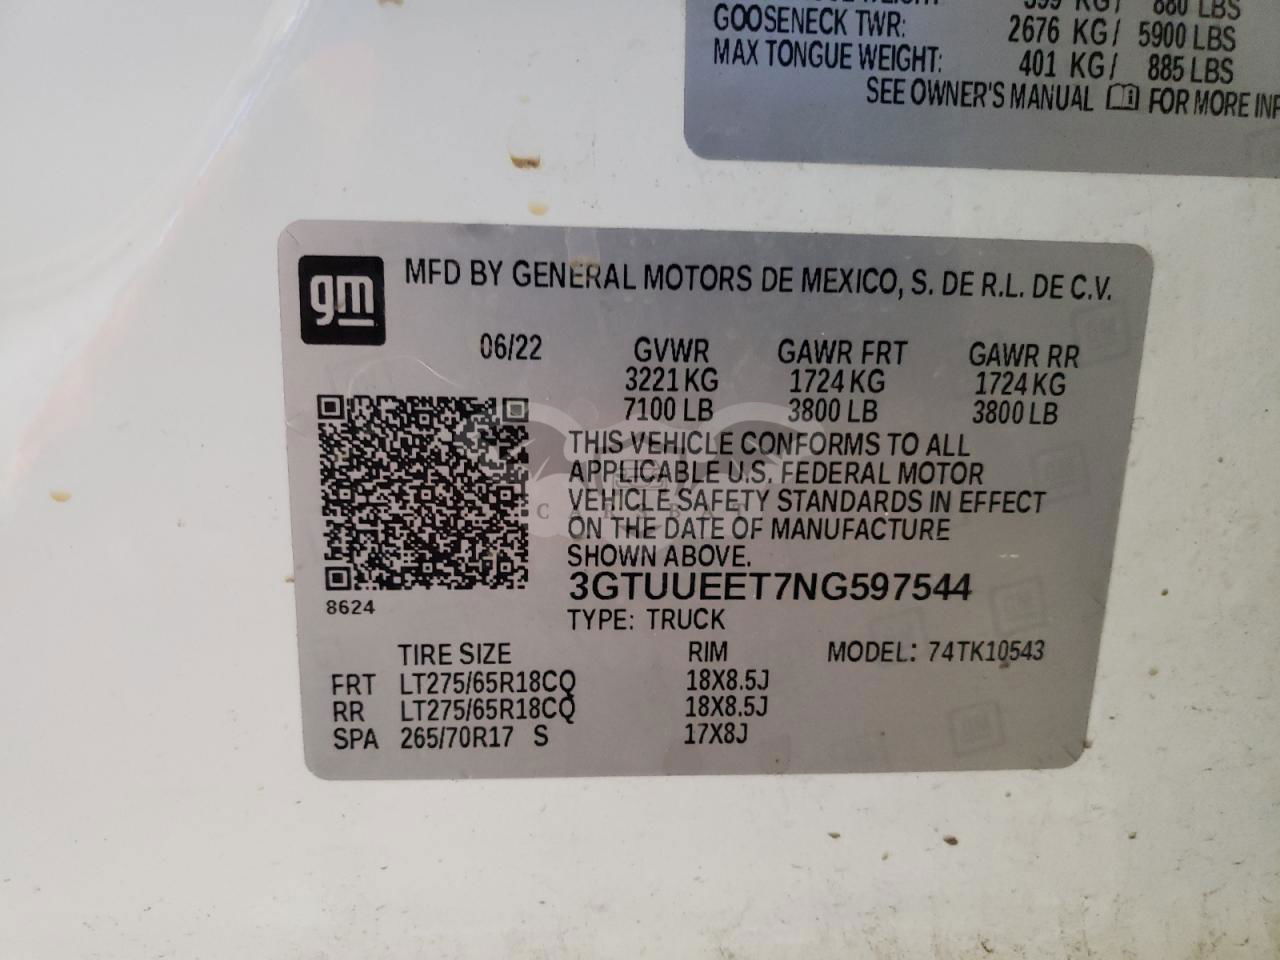 880 LBS
GOOSENECK TWR: 2676 KG/ 5900 LBS
MAX TONGUE WEIGHT: 401 KG/ 885 LBS
SEE OWNER'S MANUAL FOR MORE INF
gm
MFD BY GENERAL MOTORS DE MEXICO, S. DE R.L. DE C.V.
06/22 GVWR GAWR FRT GAWR RR
3221 KG 1724 KG 1724 KG
7100 LB 3800 LB 3800 LB
THIS VEHICLE CONFORMS TO ALL
APPLICABLE U.S. FEDERAL MOTOR
VEHICLE SAFETY STANDARDS IN EFFECT
ON THE DATE OF MANUFACTURE
SHOWN ABOVE.
3GTUUEET7NG597544
8624
TYPE: TRUCK
TIRE SIZE RIM MODEL: 74TK10543
FRT LT275/65R18CQ 18X8.5J
RR LT275/65R18CQ 18X8.5J
SPA 265/70R17 S 17X8J